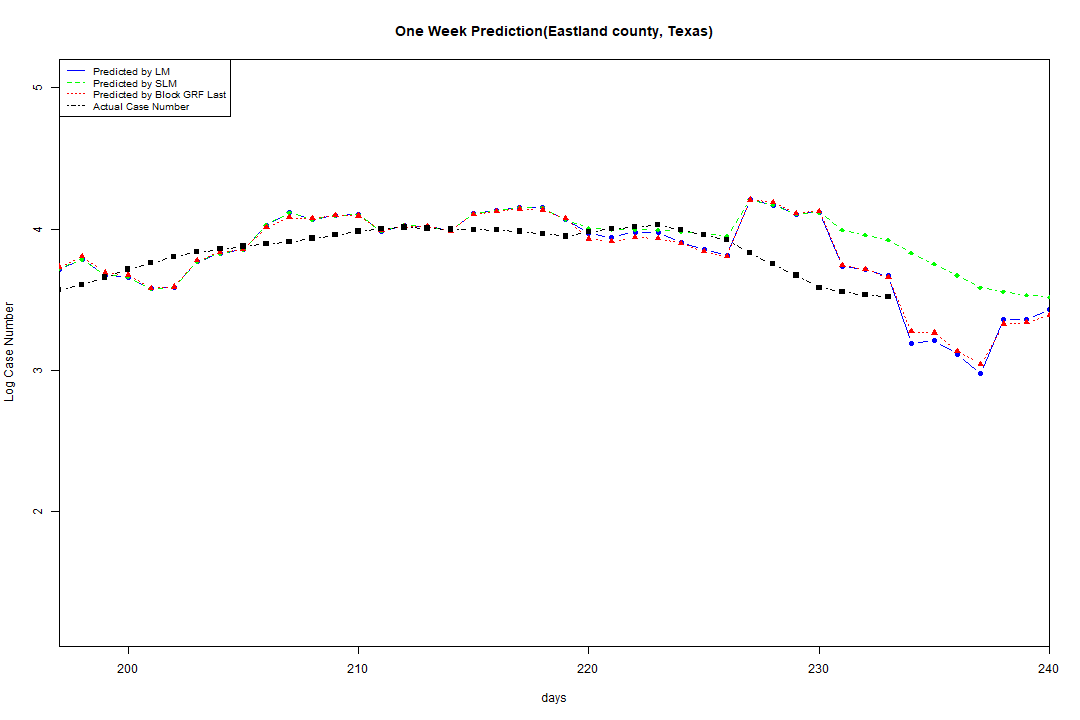 One Week Prediction(Eastland county, Texas)
Predicted by LM
Predicted by SLM
Predicted by Block GRF Last
Actual Case Number
5
4
3
2
Log Case Number
200
210
220
230
240
days